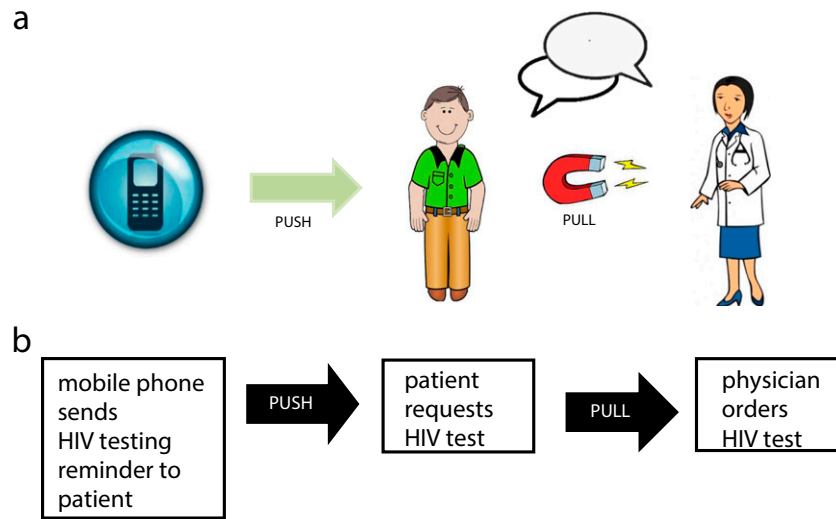 a
PUSH
PULL
b
mobile phone
sends
HIV testing
reminder to
patient
PUSH
patient
requests
HIV test
PULL
physician
orders
HIV test